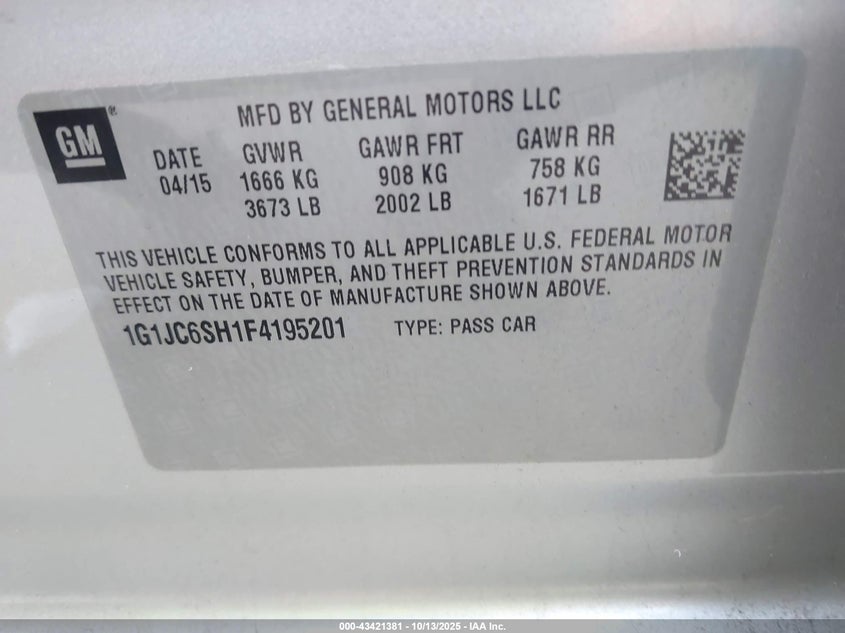 GM®
MFD BY GENERAL MOTORS LLC
DATE GVWR GAWR FRT GAWR RR
04/15 1666 KG 908 KG 758 KG
3673 LB 2002 LB 1671 LB
THIS VEHICLE CONFORMS TO ALL APPLICABLE U.S. FEDERAL MOTOR
VEHICLE SAFETY, BUMPER, AND THEFT PREVENTION STANDARDS IN
EFFECT ON THE DATE OF MANUFACTURE SHOWN ABOVE.
1G1JC6SH1F4195201 TYPE: PASS CAR
000-43421381 - 10/13/2025 - IAA Inc.